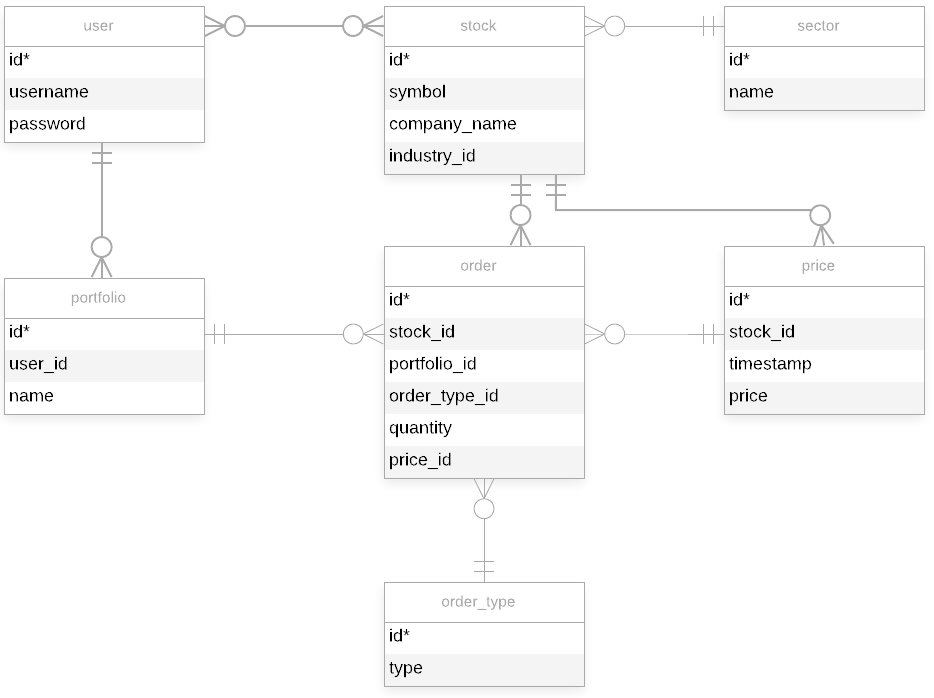 user
id*
username
password
stock
id*
symbol
company_name
industry_id
sector
id*
name
portfolio
id*
user_id
name
order
id*
stock_id
portfolio_id
order_type_id
quantity
price_id
price
id*
stock_id
timestamp
price
order_type
id*
type